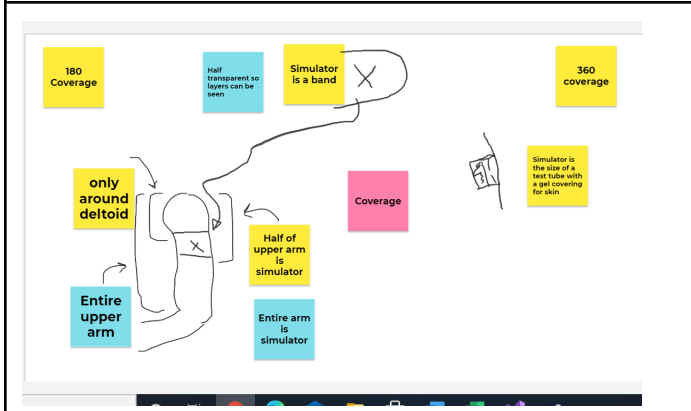 180
Coverage
Half
transparent so
layers can be
seen
Simulator
is a band
X
360
coverage
Simulator is
the size of a
test tube with
a gel covering
for skin
only
around
deltoid
Coverage
X
Half of
upper arm
is
simulator
Entire
upper
arm
Entire arm
is
simulator